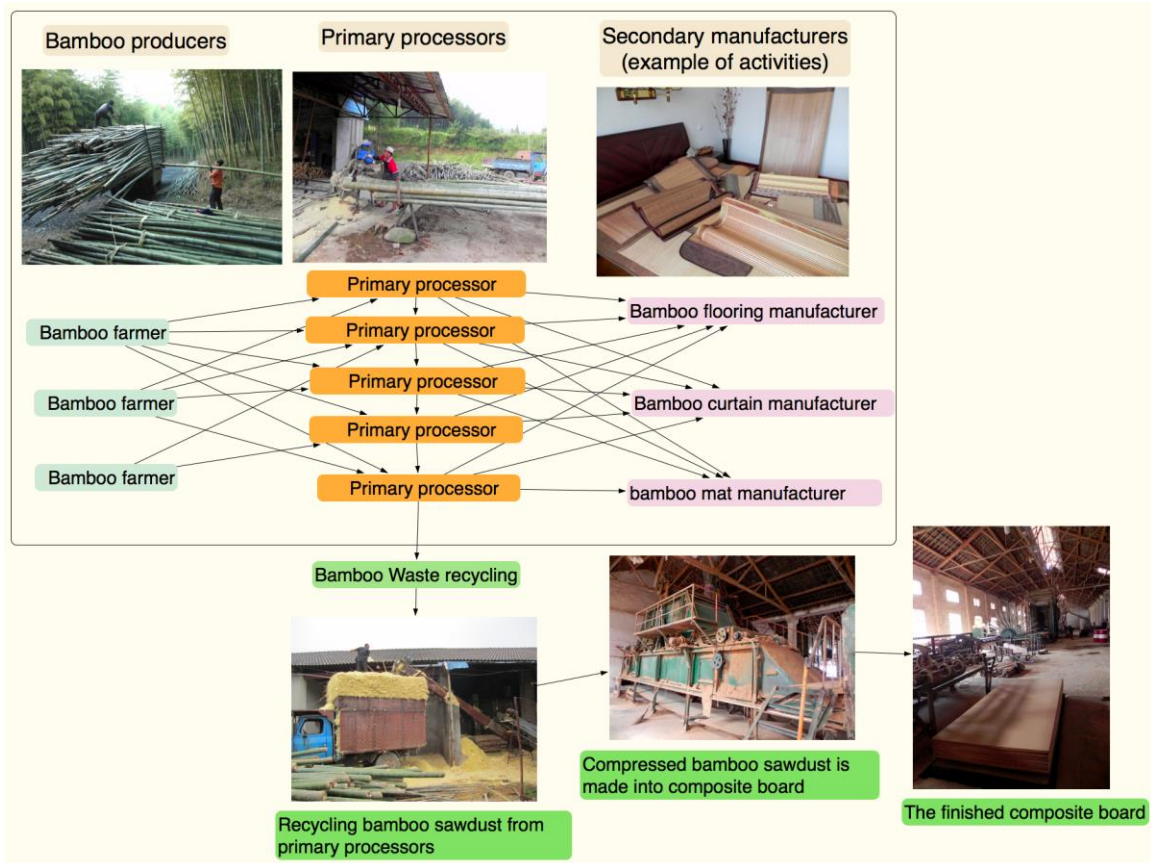 Bamboo producers
Primary processors
Secondary manufacturers
(example of activities)
Primary processor
Bamboo flooring manufacturer
Bamboo farmer
Primary processor
Primary processor
Bamboo farmer
Bamboo curtain manufacturer
Primary processor
Bamboo farmer
Primary processor
bamboo mat manufacturer
Bamboo Waste recycling
Compressed bamboo sawdust is
made into composite board
The finished composite board
Recycling bamboo sawdust from
primary processors